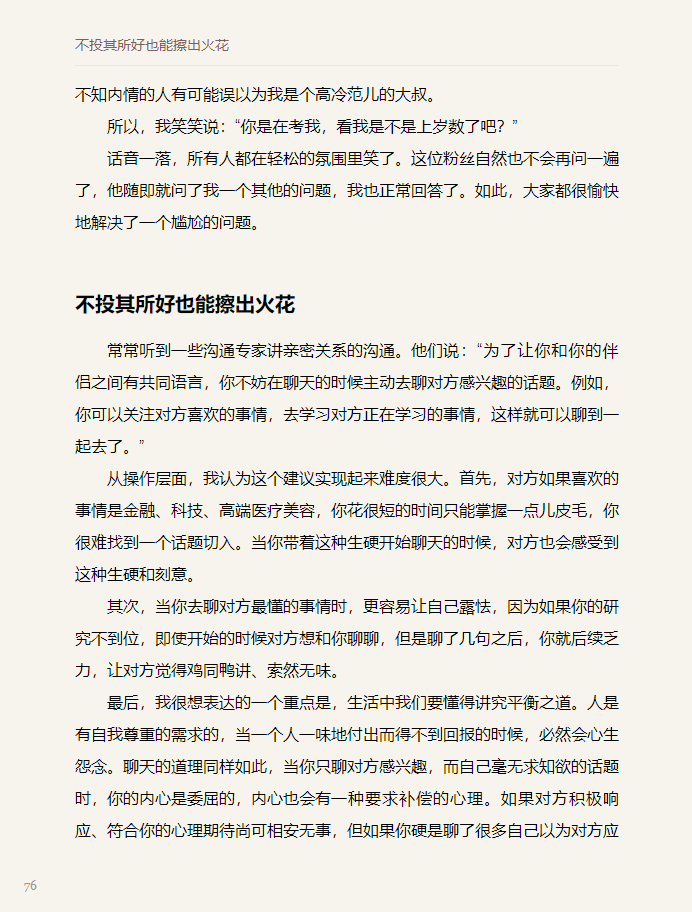 不投其所好也能擦出火花
不知内情的人有可能误以为我是个高冷范儿的大叔。
所以，我笑笑说：“你是在考我，看我是不是上岁数了吧？”
话音一落，所有人都在轻松的氛围里笑了。这位粉丝自然也不会再问一遍
了，他随即就问了我一个其他的问题，我也正常回答了。如此，大家都很愉快
地解决了一个尴尬的问题。
不投其所好也能擦出火花
常常听到一些沟通专家讲亲密关系的沟通。他们说：“为了让你和你的伴
侣之间有共同语言，你不妨在聊天的时候主动去聊对方感兴趣的话题。例如，
你可以关注对方喜欢的事情，去学习对方正在学习的事情，这样就可以聊到一
起去了。”
从操作层面，我认为这个建议实现起来难度很大。首先，对方如果喜欢的
事情是金融、科技、高端医疗美容，你花很短的时间只能掌握一点儿皮毛，你
很难找到一个话题切入。当你带着这种生硬开始聊天的时候，对方也会感受到
这种生硬和刻意。
其次，当你去聊对方最懂的事情时，更容易让自己露怯，因为如果你的研
究不到位，即使开始的时候对方想和你聊聊，但是聊了几句之后，你就后续乏
力，让对方觉得鸡同鸭讲、索然无味。
最后，我很想表达的一个重点是，生活中我们要懂得讲究平衡之道。人是
有自我尊重的需求的，当一个人一味地付出而得不到回报的时候，必然会心生
怨念。聊天的道理同样如此，当你只聊对方感兴趣，而自己毫无求知欲的话题
时，你的内心是委屈的，内心也会有一种要求补偿的心理。如果对方积极响
应、符合你的心理期待尚可相安无事，但如果你硬是聊了很多自己以为对方应
76